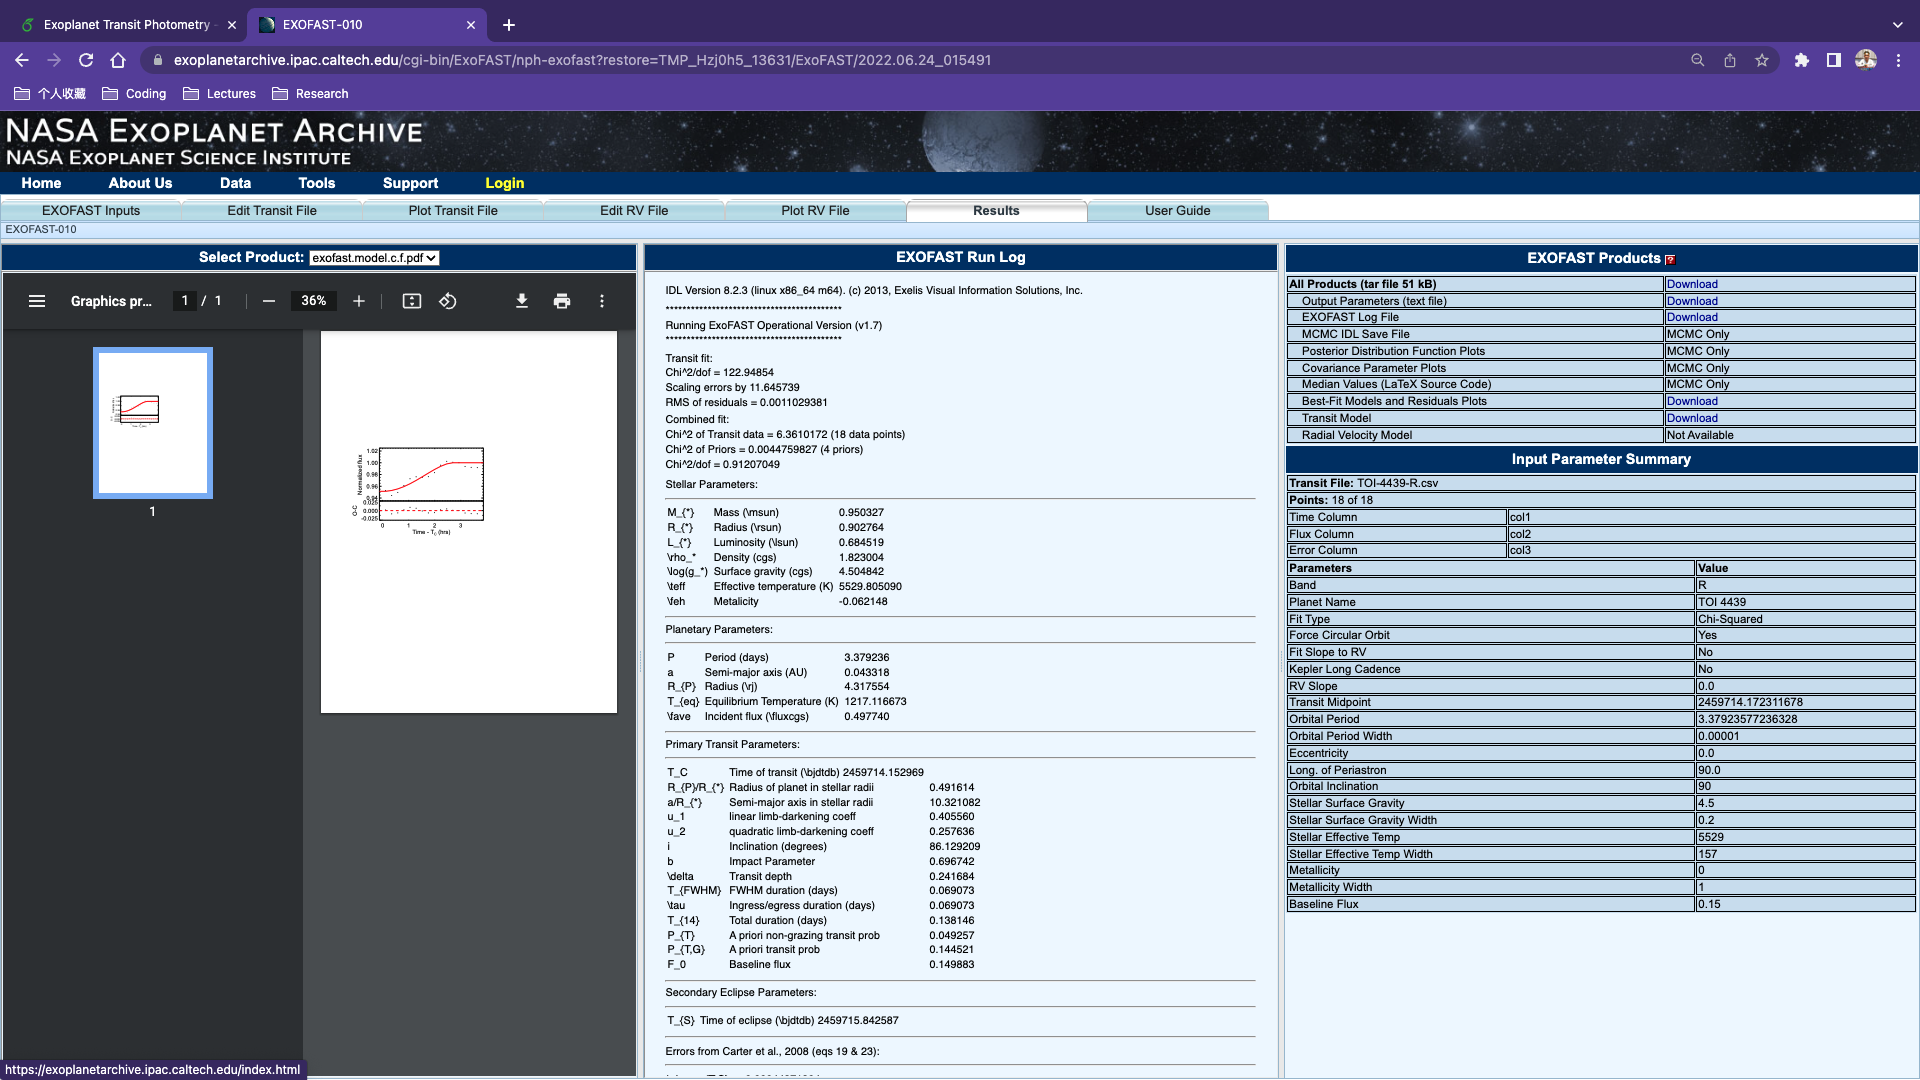 Exoplanet Transit Photometry -
EXOFAST-010
exoplanetarchive.ipac.caltech.edu/cgi-bin/ExoFAST/nph-exofast?restore=TMP_Hzj0h5_13631/ExoFAST/2022.06.24_015491
个人收藏 Coding Lectures Research
NASA EXOPLANET ARCHIVE
NASA EXOPLANET SCIENCE INSTITUTE
Home About Us Data Tools Support Login
EXOFAST Inputs Edit Transit File Plot Transit File Edit RV File Plot RV File Results User Guide
EXOFAST-010
Select Product: exofast.model.c.f.pdf
Graphics pr... 1 / 1 36%
1
Normalized flux
1.02
1.00
0.98
0.96
0.94
O-C
0.025
0.000
-0.025
0 1 2 3
Time - T_C (hrs)
EXOFAST Run Log
IDL Version 8.2.3 (linux x86_64 m64). (c) 2013, Exelis Visual Information Solutions, Inc.
******************************************
Running ExoFAST Operational Version (v1.7)
******************************************
Transit fit:
Chi^2/dof = 122.94854
Scaling errors by 11.645739
RMS of residuals = 0.0011029381
Combined fit:
Chi^2 of Transit data = 6.3610172 (18 data points)
Chi^2 of Priors = 0.0044759827 (4 priors)
Chi^2/dof = 0.91207049
Stellar Parameters:
M_{*} Mass (\msun) 0.950327
R_{*} Radius (\rsun) 0.902764
L_{*} Luminosity (\lsun) 0.684519
\rho_* Density (cgs) 1.823004
\log(g_*) Surface gravity (cgs) 4.504842
\teff Effective temperature (K) 5529.805090
\feh Metalicity -0.062148
Planetary Parameters:
P Period (days) 3.379236
a Semi-major axis (AU) 0.043318
R_{P} Radius (\rj) 4.317554
T_{eq} Equilibrium Temperature (K) 1217.116673
\fave Incident flux (\fluxcgs) 0.497740
Primary Transit Parameters:
T_C Time of transit (\bjdtdb) 2459714.152969
R_{P}/R_{*} Radius of planet in stellar radii 0.491614
a/R_{*} Semi-major axis in stellar radii 10.321082
u_1 linear limb-darkening coeff 0.405560
u_2 quadratic limb-darkening coeff 0.257636
i Inclination (degrees) 86.129209
b Impact Parameter 0.696742
\delta Transit depth 0.241684
T_{FWHM} FWHM duration (days) 0.069073
\tau Ingress/egress duration (days) 0.069073
T_{14} Total duration (days) 0.138146
P_{T} A priori non-grazing transit prob 0.049257
P_{T,G} A priori transit prob 0.144521
F_0 Baseline flux 0.149883
Secondary Eclipse Parameters:
T_{S} Time of eclipse (\bjdtdb) 2459715.842587
Errors from Carter et al., 2008 (eqs 19 & 23):
EXOFAST Products ?
All Products (tar file 51 kB) Download
Output Parameters (text file) Download
EXOFAST Log File Download
MCMC IDL Save File MCMC Only
Posterior Distribution Function Plots MCMC Only
Covariance Parameter Plots MCMC Only
Median Values (LaTeX Source Code) MCMC Only
Best-Fit Models and Residuals Plots Download
Transit Model Download
Radial Velocity Model Not Available
Input Parameter Summary
Transit File: TOI-4439-R.csv
Points: 18 of 18
Time Column col1
Flux Column col2
Error Column col3
Parameters Value
Band R
Planet Name TOI 4439
Fit Type Chi-Squared
Force Circular Orbit Yes
Fit Slope to RV No
Kepler Long Cadence No
RV Slope 0.0
Transit Midpoint 2459714.172311678
Orbital Period 3.37923577236328
Orbital Period Width 0.00001
Eccentricity 0.0
Long. of Periastron 90.0
Orbital Inclination 90
Stellar Surface Gravity 4.5
Stellar Surface Gravity Width 0.2
Stellar Effective Temp 5529
Stellar Effective Temp Width 157
Metallicity 0
Metallicity Width 1
Baseline Flux 0.15
https://exoplanetarchive.ipac.caltech.edu/index.html